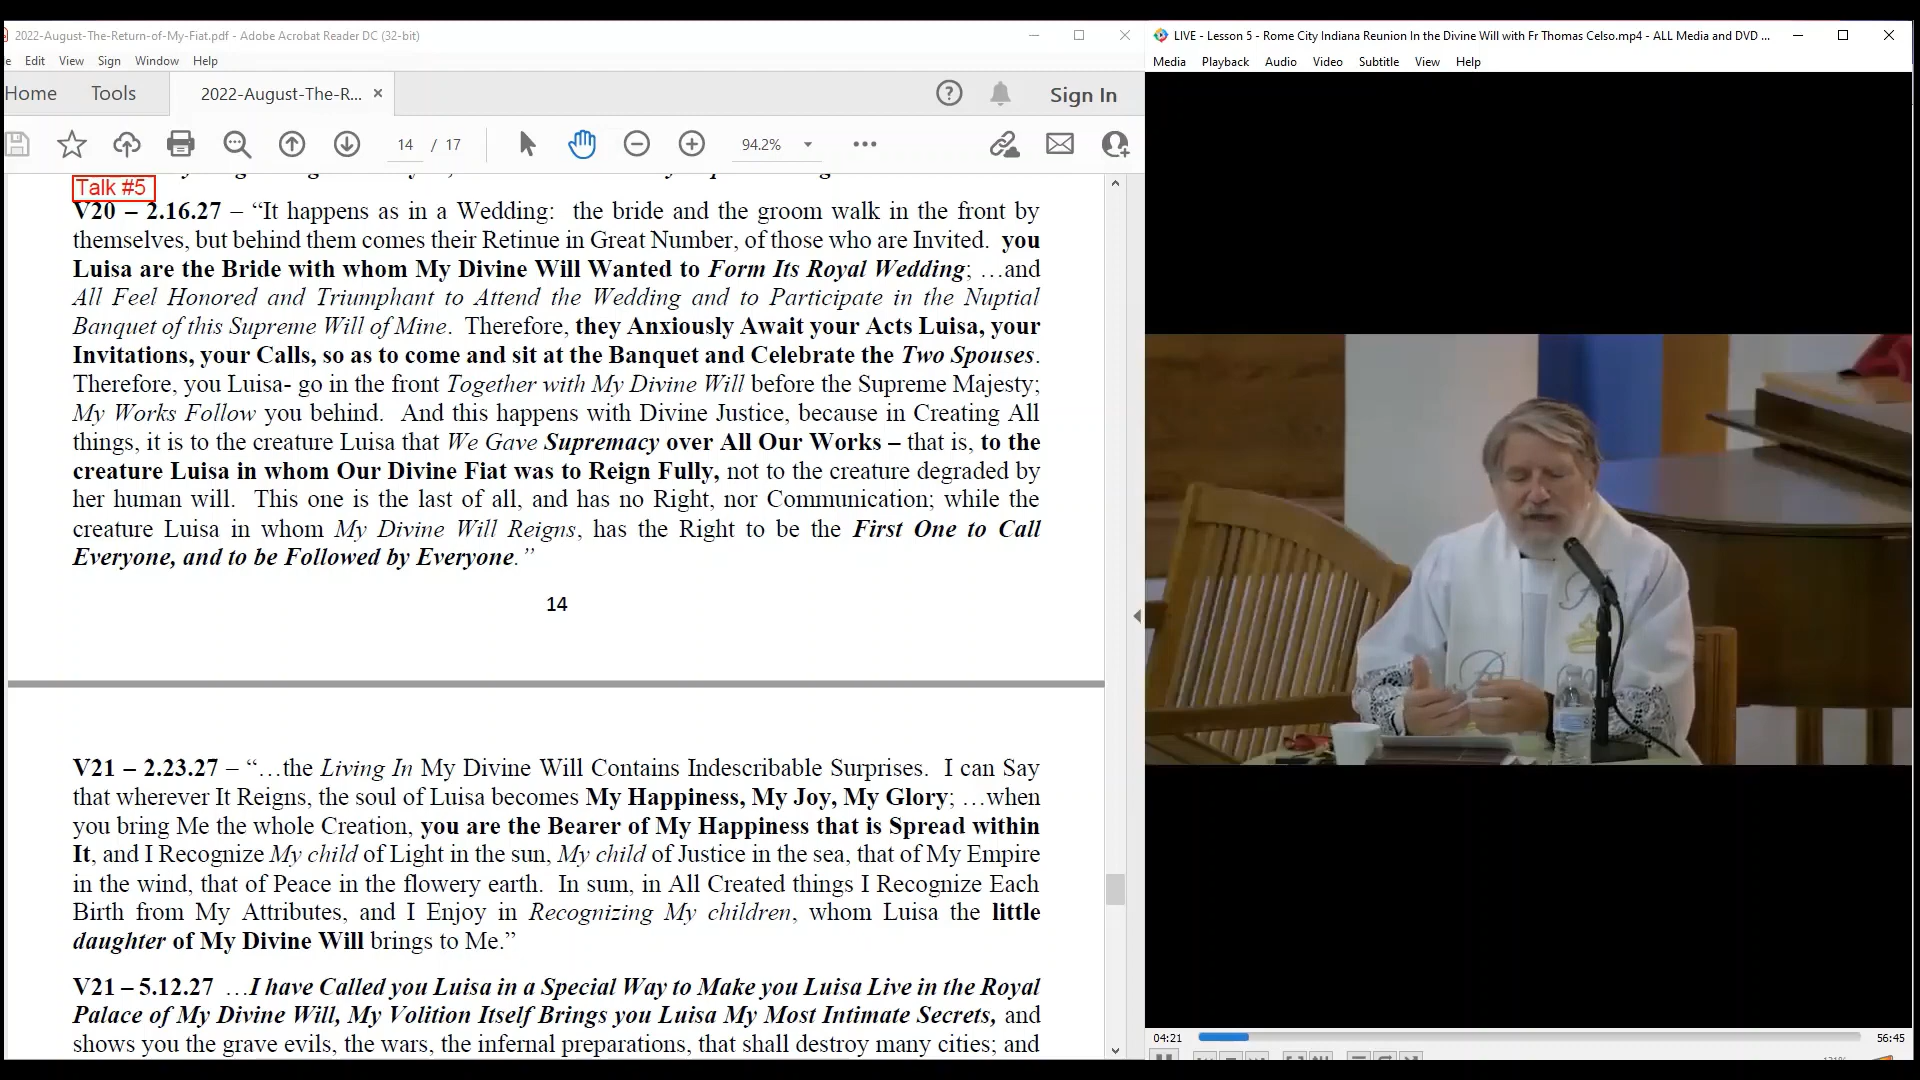 2022-August-The-Return-of-My-Fiat.pdf - Adobe Acrobat Reader DC (32-bit)
e Edit View Sign Window Help
Home Tools 2022-August-The-R... ×
Sign In
14 / 17 94.2%
Talk #5
V20 – 2.16.27 – “It happens as in a Wedding: the bride and the groom walk in the front by
themselves, but behind them comes their Retinue in Great Number, of those who are Invited. you
Luisa are the Bride with whom My Divine Will Wanted to Form Its Royal Wedding; …and
All Feel Honored and Triumphant to Attend the Wedding and to Participate in the Nuptial
Banquet of this Supreme Will of Mine. Therefore, they Anxiously Await your Acts Luisa, your
Invitations, your Calls, so as to come and sit at the Banquet and Celebrate the Two Spouses.
Therefore, you Luisa- go in the front Together with My Divine Will before the Supreme Majesty;
My Works Follow you behind. And this happens with Divine Justice, because in Creating All
things, it is to the creature Luisa that We Gave Supremacy over All Our Works – that is, to the
creature Luisa in whom Our Divine Fiat was to Reign Fully, not to the creature degraded by
her human will. This one is the last of all, and has no Right, nor Communication; while the
creature Luisa in whom My Divine Will Reigns, has the Right to be the First One to Call
Everyone, and to be Followed by Everyone.”
14
V21 – 2.23.27 – “…the Living In My Divine Will Contains Indescribable Surprises. I can Say
that wherever It Reigns, the soul of Luisa becomes My Happiness, My Joy, My Glory; …when
you bring Me the whole Creation, you are the Bearer of My Happiness that is Spread within
It, and I Recognize My child of Light in the sun, My child of Justice in the sea, that of My Empire
in the wind, that of Peace in the flowery earth. In sum, in All Created things I Recognize Each
Birth from My Attributes, and I Enjoy in Recognizing My children, whom Luisa the little
daughter of My Divine Will brings to Me.”
V21 – 5.12.27 …I have Called you Luisa in a Special Way to Make you Luisa Live in the Royal
Palace of My Divine Will, My Volition Itself Brings you Luisa My Most Intimate Secrets, and
shows you the grave evils, the wars, the infernal preparations, that shall destroy many cities; and
LIVE - Lesson 5 - Rome City Indiana Reunion In the Divine Will with Fr Thomas Celso.mp4 - ALL Media and DVD ...
Media Playback Audio Video Subtitle View Help
04:21 56:45